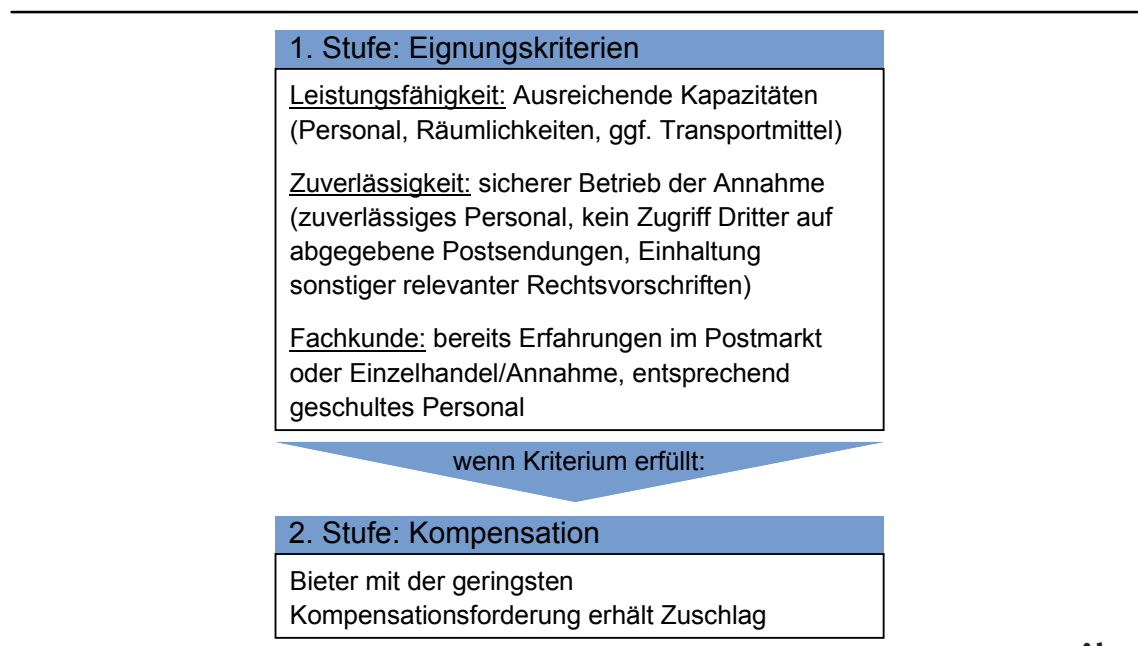 1. Stufe: Eignungskriterien
Leistungsfähigkeit: Ausreichende Kapazitäten
(Personal, Räumlichkeiten, ggf. Transportmittel)
Zuverlässigkeit: sicherer Betrieb der Annahme
(zuverlässiges Personal, kein Zugriff Dritter auf
abgegebene Postsendungen, Einhaltung
sonstiger relevanter Rechtsvorschriften)
Fachkunde: bereits Erfahrungen im Postmarkt
oder Einzelhandel/Annahme, entsprechend
geschultes Personal
wenn Kriterium erfüllt:
2. Stufe: Kompensation
Bieter mit der geringsten
Kompensationsforderung erhält Zuschlag